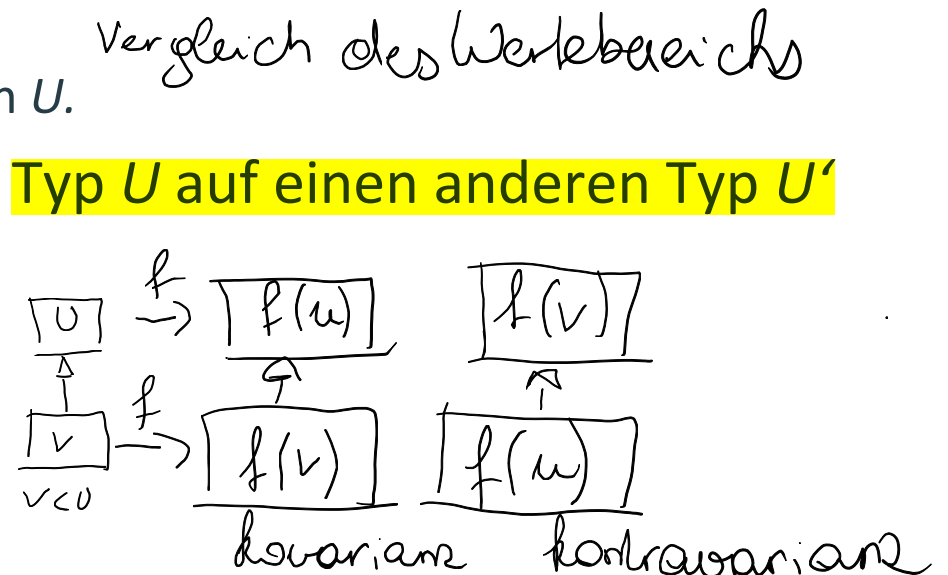 Vergleich des Wertebereichs
n U.
Typ U auf einen anderen Typ U‘
f
U f(u) f(v)
f
V f(v) f(u)
V<U
kovarianz kontravarianz